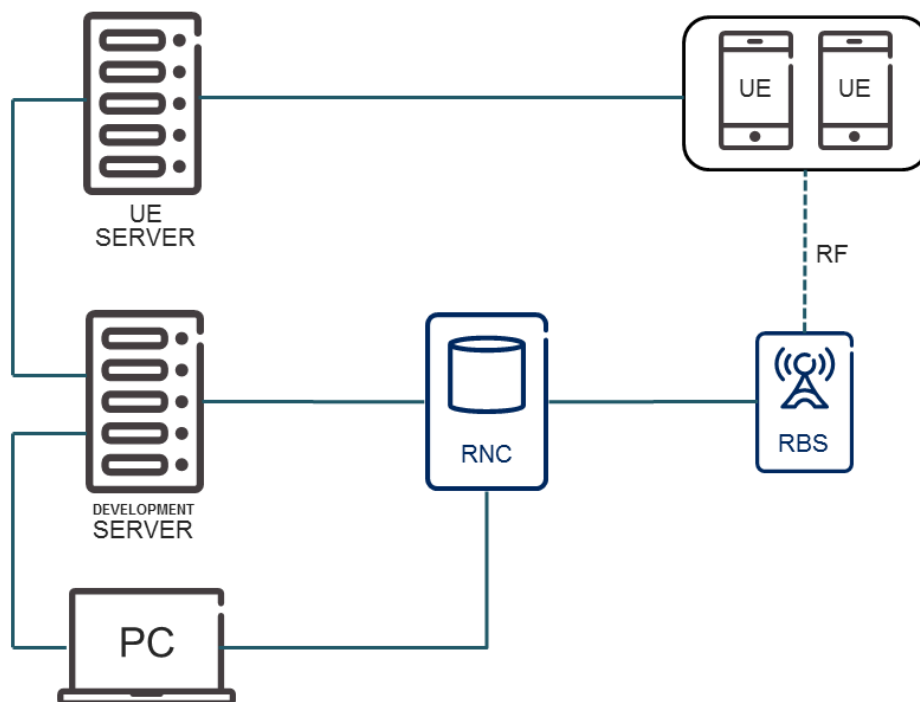 UE
UE
UE
SERVER
RF
RNC
RBS
DEVELOPMENT
SERVER
PC